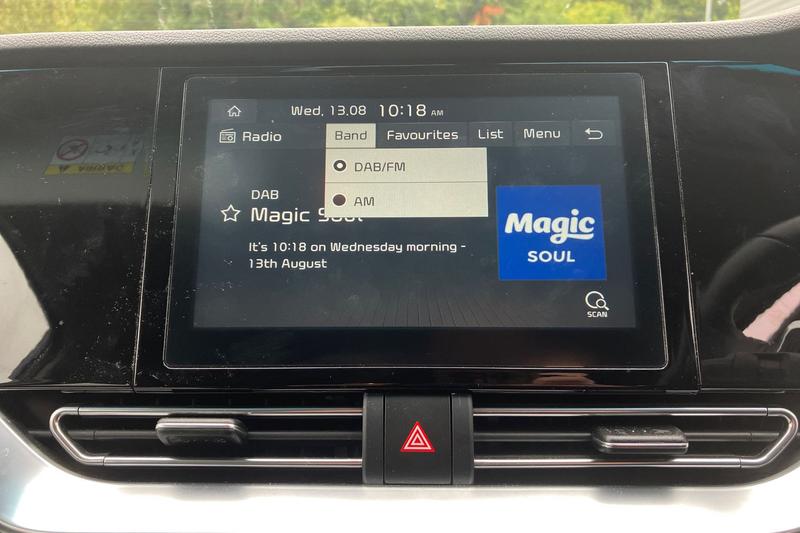 Wed, 13.08 10:18 AM
Radio Band Favourites List Menu
DAB/FM
AM
DAB
Magic
Magic
SOUL
It's 10:18 on Wednesday morning -
13th August
SCAN
AIRBAG